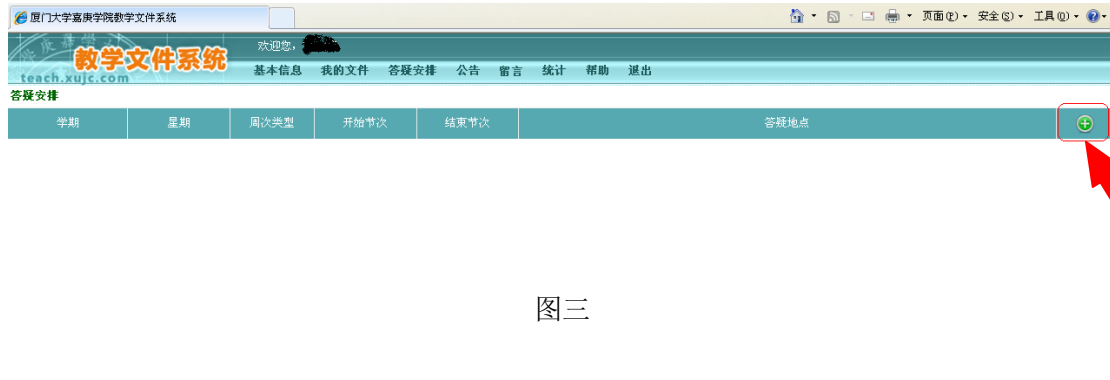 厦门大学嘉庚学院教学文件系统
页面(P) 安全(S) 工具(O)
教学文件系统
teach.xujc.com
欢迎您，
基本信息 我的文件 答疑安排 公告 留言 统计 帮助 退出
答疑安排
学期 星期 周次类型 开始节次 结束节次 答疑地点
图三